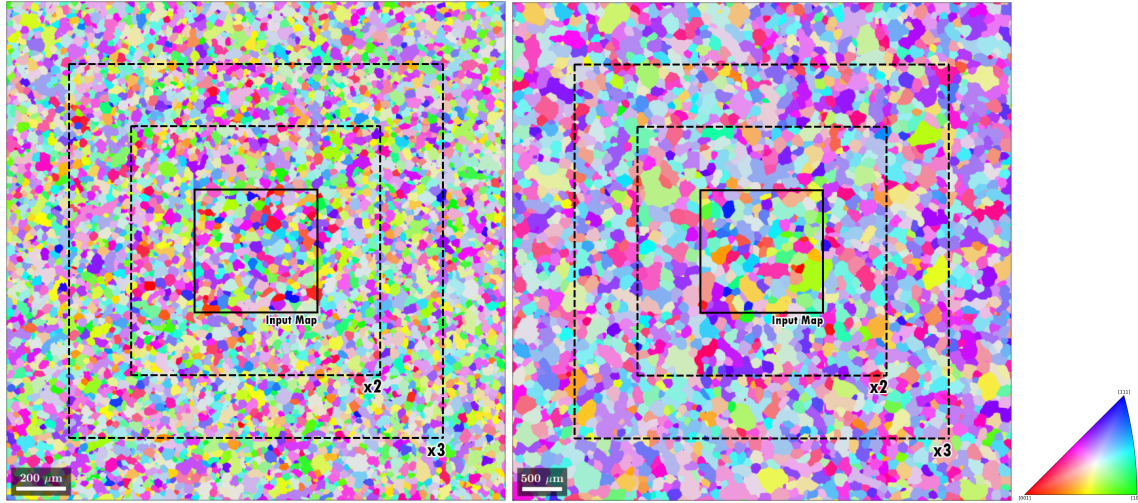 Input Map
x2
x3
200 μm
Input Map
x2
x3
500 μm
[111]
[001]